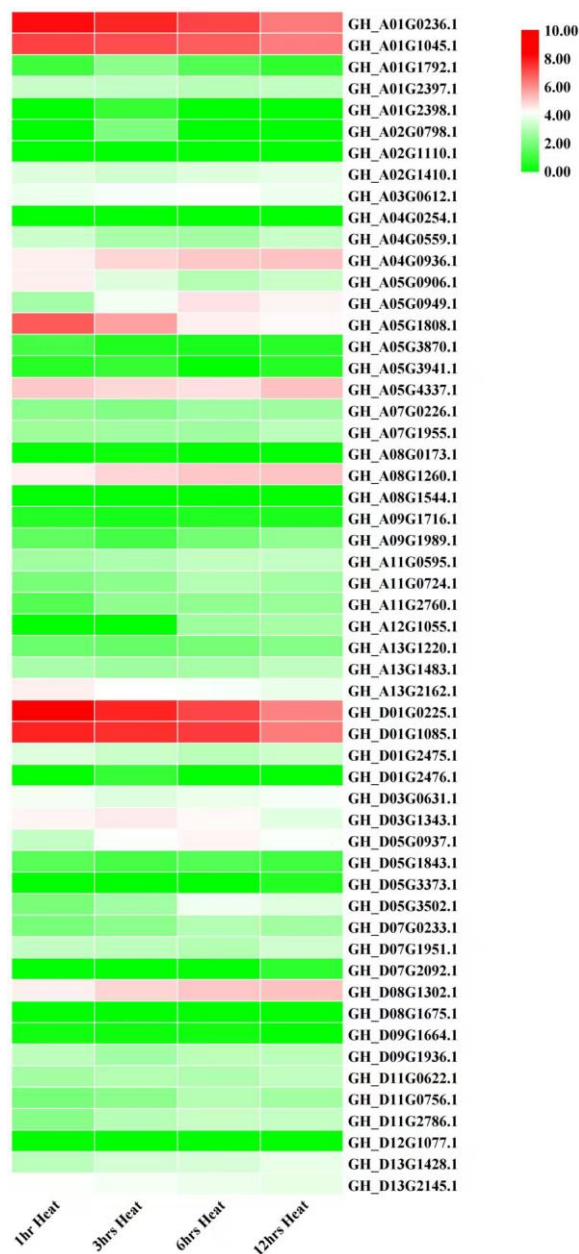 GH_A01G0236.1
GH_A01G1045.1
GH_A01G1792.1
GH_A01G2397.1
GH_A01G2398.1
GH_A02G0798.1
GH_A02G1110.1
GH_A02G1410.1
GH_A03G0612.1
GH_A04G0254.1
GH_A04G0559.1
GH_A04G0936.1
GH_A05G0906.1
GH_A05G0949.1
GH_A05G1808.1
GH_A05G3870.1
GH_A05G3941.1
GH_A05G4337.1
GH_A07G0226.1
GH_A07G1955.1
GH_A08G0173.1
GH_A08G1260.1
GH_A08G1544.1
GH_A09G1716.1
GH_A09G1989.1
GH_A11G0595.1
GH_A11G0724.1
GH_A11G2760.1
GH_A12G1055.1
GH_A13G1220.1
GH_A13G1483.1
GH_A13G2162.1
GH_D01G0225.1
GH_D01G1085.1
GH_D01G2475.1
GH_D01G2476.1
GH_D03G0631.1
GH_D03G1343.1
GH_D05G0937.1
GH_D05G1843.1
GH_D05G3373.1
GH_D05G3502.1
GH_D07G0233.1
GH_D07G1951.1
GH_D07G2092.1
GH_D08G1302.1
GH_D08G1675.1
GH_D09G1664.1
GH_D09G1936.1
GH_D11G0622.1
GH_D11G0756.1
GH_D11G2786.1
GH_D12G1077.1
GH_D13G1428.1
GH_D13G2145.1
1hr Heat
3hrs Heat
6hrs Heat
12hrs Heat
10.00
8.00
6.00
4.00
2.00
0.00